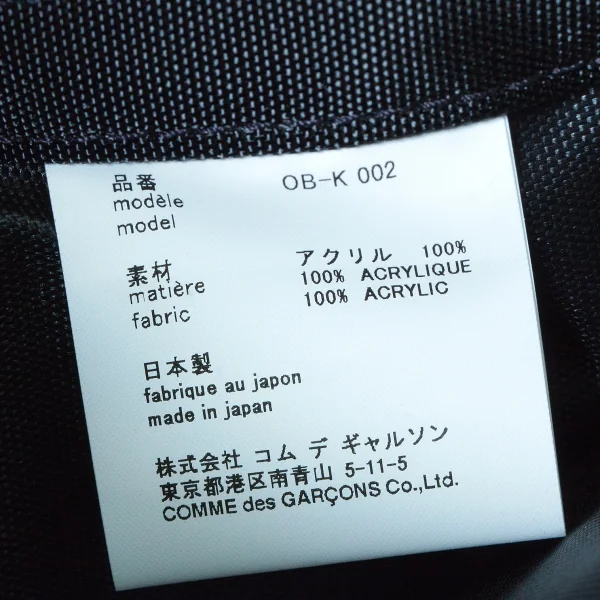 品番 OB-K 002
modèle
model
素材 アクリル 100%
matière 100% ACRYLIQUE
fabric 100% ACRYLIC
日本製
fabrique au japon
made in japan
株式会社 コム デ ギャルソン
東京都港区南青山 5-11-5
COMME des GARÇONS Co.,Ltd.